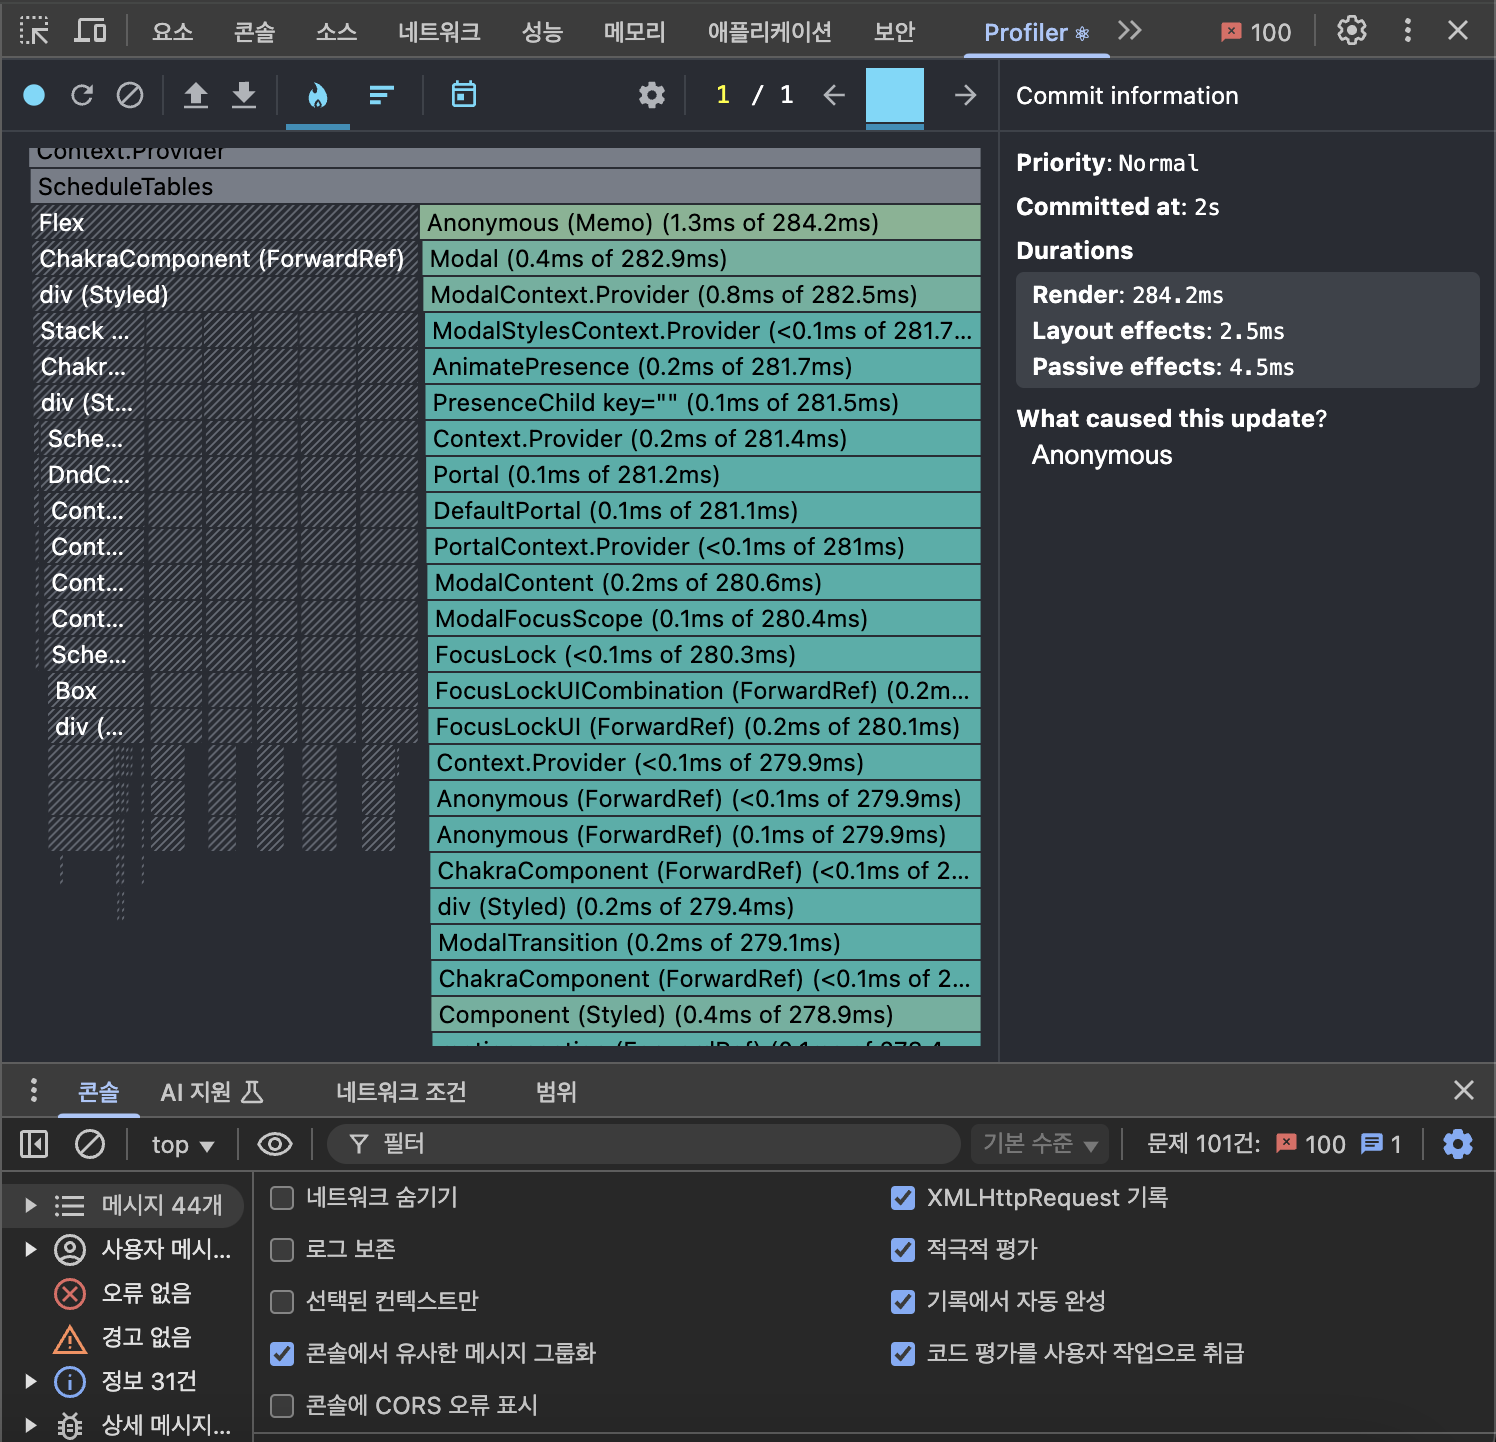 요소 콘솔 소스 네트워크 성능 메모리 애플리케이션 보안 Profiler ⚛ 100
1 / 1
Commit information
Context.Provider
ScheduleTables
Flex
Anonymous (Memo) (1.3ms of 284.2ms)
ChakraComponent (ForwardRef)
Modal (0.4ms of 282.9ms)
div (Styled)
ModalContext.Provider (0.8ms of 282.5ms)
Stack ...
ModalStylesContext.Provider (<0.1ms of 281.7...
Chakr...
AnimatePresence (0.2ms of 281.7ms)
div (St...
PresenceChild key="" (0.1ms of 281.5ms)
Sche...
Context.Provider (0.2ms of 281.4ms)
DndC...
Portal (0.1ms of 281.2ms)
Cont...
DefaultPortal (0.1ms of 281.1ms)
Cont...
PortalContext.Provider (<0.1ms of 281ms)
Cont...
ModalContent (0.2ms of 280.6ms)
Cont...
ModalFocusScope (0.1ms of 280.4ms)
Sche...
FocusLock (<0.1ms of 280.3ms)
Box
FocusLockUICombination (ForwardRef) (0.2m...
div (...
FocusLockUI (ForwardRef) (0.2ms of 280.1ms)
Context.Provider (<0.1ms of 279.9ms)
Anonymous (ForwardRef) (<0.1ms of 279.9ms)
Anonymous (ForwardRef) (0.1ms of 279.9ms)
ChakraComponent (ForwardRef) (<0.1ms of 2...
div (Styled) (0.2ms of 279.4ms)
ModalTransition (0.2ms of 279.1ms)
ChakraComponent (ForwardRef) (<0.1ms of 2...
Component (Styled) (0.4ms of 278.9ms)
Priority: Normal
Committed at: 2s
Durations
Render: 284.2ms
Layout effects: 2.5ms
Passive effects: 4.5ms
What caused this update?
Anonymous
콘솔 AI 지원 네트워크 조건 범위
top ▼ 필터 기본 수준 ▼ 문제 101건: 100 1
메시지 44개
사용자 메시...
오류 없음
경고 없음
정보 31건
상세 메시지...
네트워크 숨기기
로그 보존
선택된 컨텍스트만
콘솔에서 유사한 메시지 그룹화
콘솔에 CORS 오류 표시
XMLHttpRequest 기록
적극적 평가
기록에서 자동 완성
코드 평가를 사용자 작업으로 취급